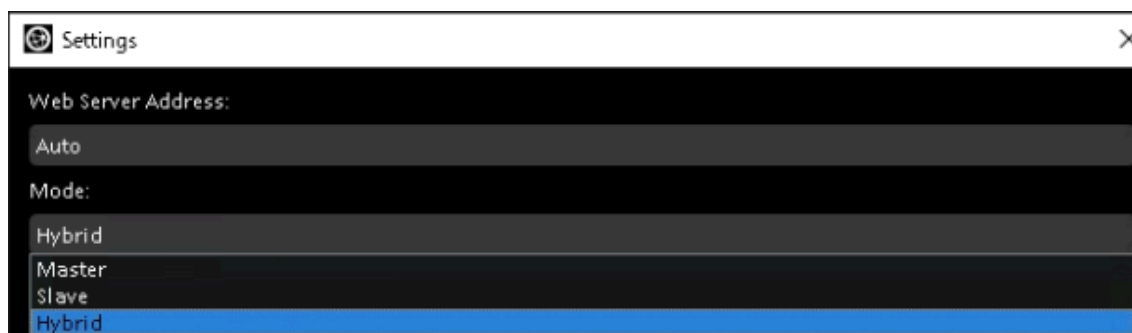 Settings
Web Server Address:
Auto
Mode:
Hybrid
Master
Slave
Hybrid